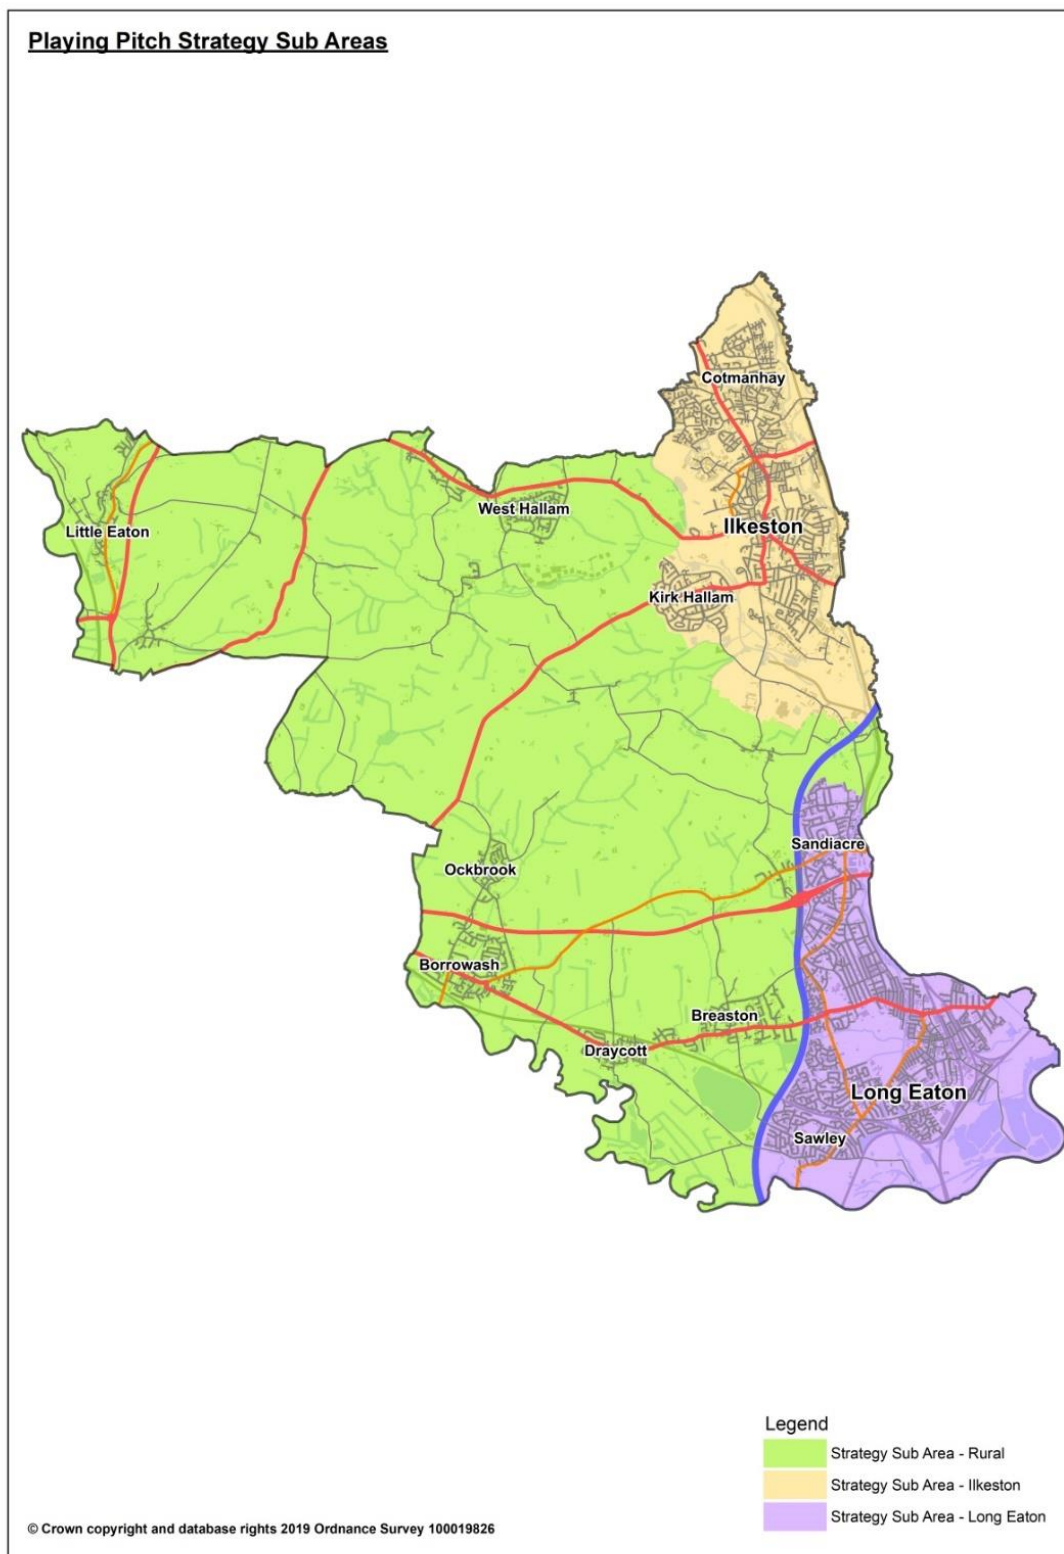 Playing Pitch Strategy Sub Areas
Cotmanhay
West Hallam
Ilkeston
Little Eaton
Kirk Hallam
Sandiacre
Ockbrook
Borrowash
Breaston
Draycott
Long Eaton
Sawley
Legend
Strategy Sub Area - Rural
Strategy Sub Area - Ilkeston
Strategy Sub Area - Long Eaton
© Crown copyright and database rights 2019 Ordnance Survey 100019826